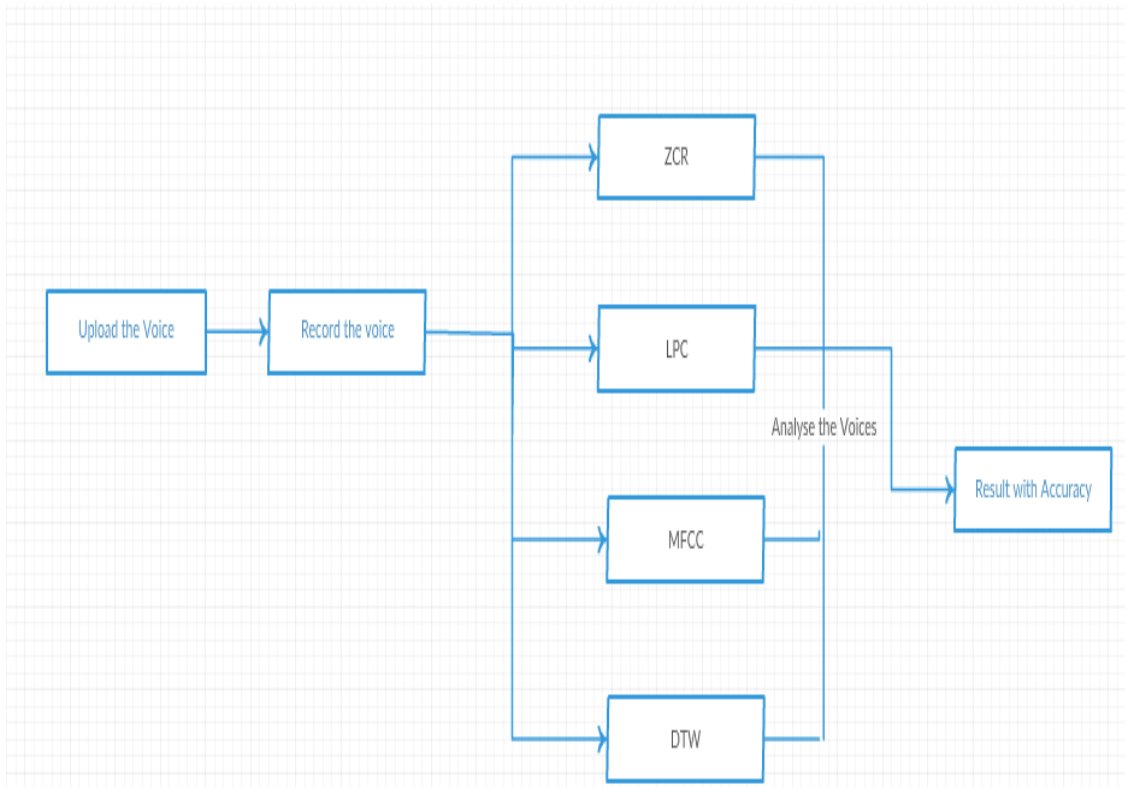 ZCR
Upload the Voice
Record the voice
LPC
Analyse the Voices
Result with Accuracy
MFCC
DTW